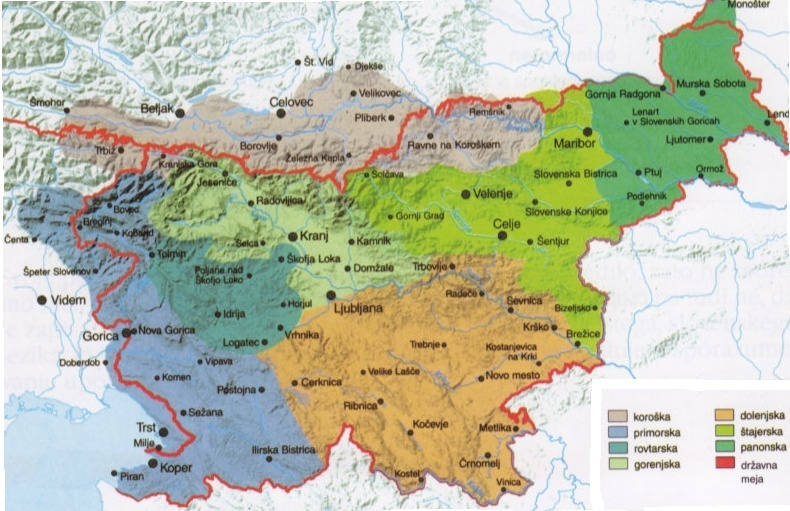 Monošter
Št. Vid
Djekše
Velikovec
Gornja Radgona
Murska Sobota
Šmohor
Beljak
Celovec
Pliberk
Remšnik
Lenart
v Slovenskih Goricah
Maribor
Borovlje
Ravne na Koroškem
Ljutomer
Trbiž
Železna Kapla
Kranjska Gora
Jesenice
Solčava
Slovenska Bistrica
Ptuj
Ormož
Radovljica
Velenje
Podlehnik
Bovec
Breginj
Kobarid
Gornji Grad
Slovenske Konjice
Čenta
Selca
Kranj
Kamnik
Celje
Šentjur
Tolmin
Škofja Loka
Špeter Slovenov
Poljane nad
Škofjo Loko
Domžale
Trbovlje
Videm
Horjul
Ljubljana
Radeče
Sevnica
Bizeljsko
Idrija
Gorica
Nova Gorica
Logatec
Vrhnika
Trebnje
Krško
Brežice
Kostanjevica
na Krki
Doberdob
Vipava
Komen
Postojna
Cerknica
Velike Lašče
Novo mesto
Sežana
Ribnica
Trst
Milje
Kočevje
Metlika
Koper
Ilirska Bistrica
Črnomelj
Piran
Kostel
Vinica
koroška
primorska
rovtarska
gorenjska
dolenjska
štajerska
panonska
državna
meja